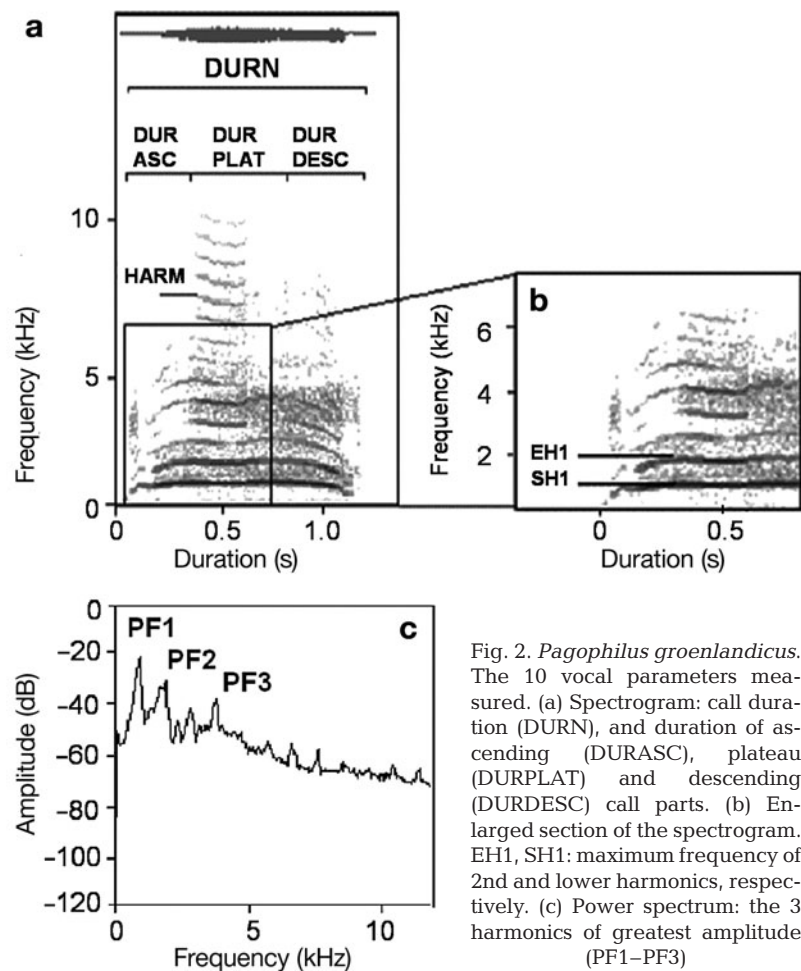 a
DURN
DUR DUR DUR
ASC PLAT DESC
10
HARM
5
0
Frequency (kHz)
0 0.5 1.0
Duration (s)
b
6
4
2
EH1
SH1
Frequency (kHz)
0 0.5
Duration (s)
c
0
–20
–40
–60
–80
–100
–120
PF1
PF2
PF3
Amplitude (dB)
0 5 10
Frequency (kHz)
Fig. 2. Pagophilus groenlandicus.
The 10 vocal parameters mea-
sured. (a) Spectrogram: call dura-
tion (DURN), and duration of as-
cending (DURASC), plateau
(DURPLAT) and descending
(DURDESC) call parts. (b) En-
larged section of the spectrogram.
EH1, SH1: maximum frequency of
2nd and lower harmonics, respec-
tively. (c) Power spectrum: the 3
harmonics of greatest amplitude
(PF1–PF3)